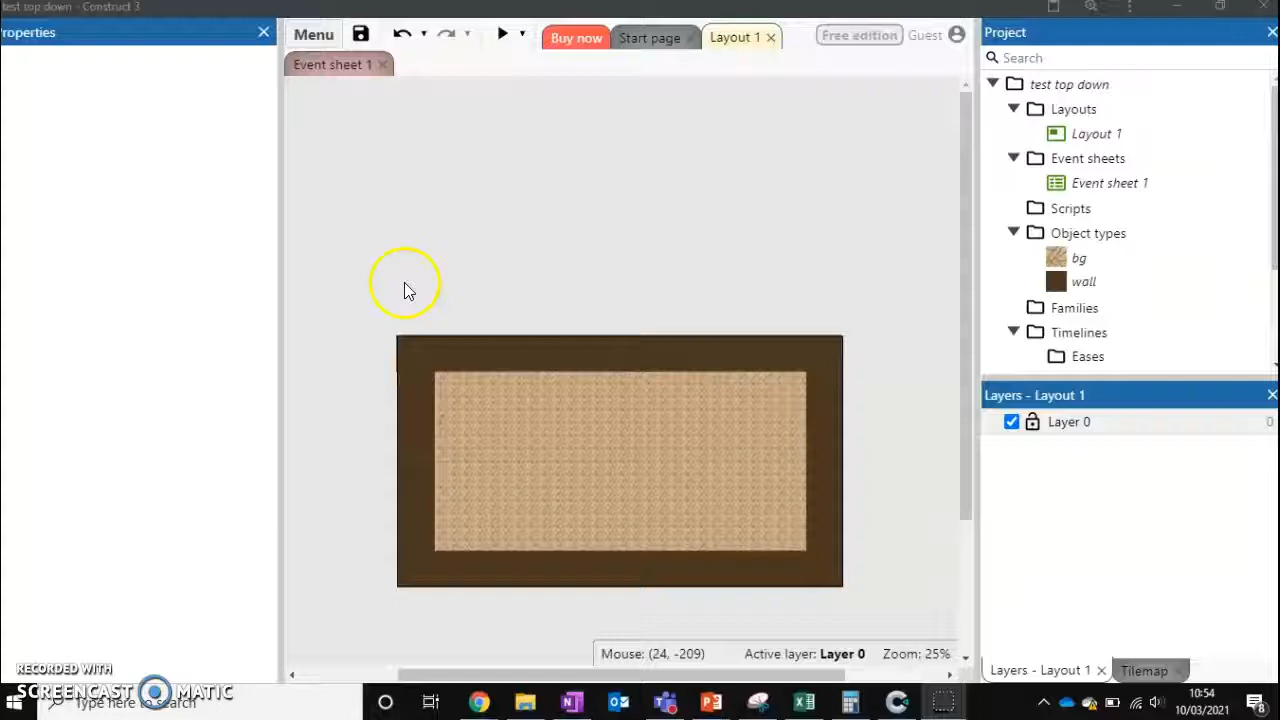 test top down - Construct 3
roperties
Menu
Buy now
Start page
Layout 1
Free edition
Guest
Event sheet 1
Project
Search
test top down
Layouts
Layout 1
Event sheets
Event sheet 1
Scripts
Object types
bg
wall
Families
Timelines
Eases
Layers - Layout 1
Layer 0
0
Mouse: (24, -209)
Active layer: Layer 0
Zoom: 25%
Layers - Layout 1
Tilemap
RECORDED WITH
SCREENCAST MATIC
Type here to search
10:54
10/03/2021
8